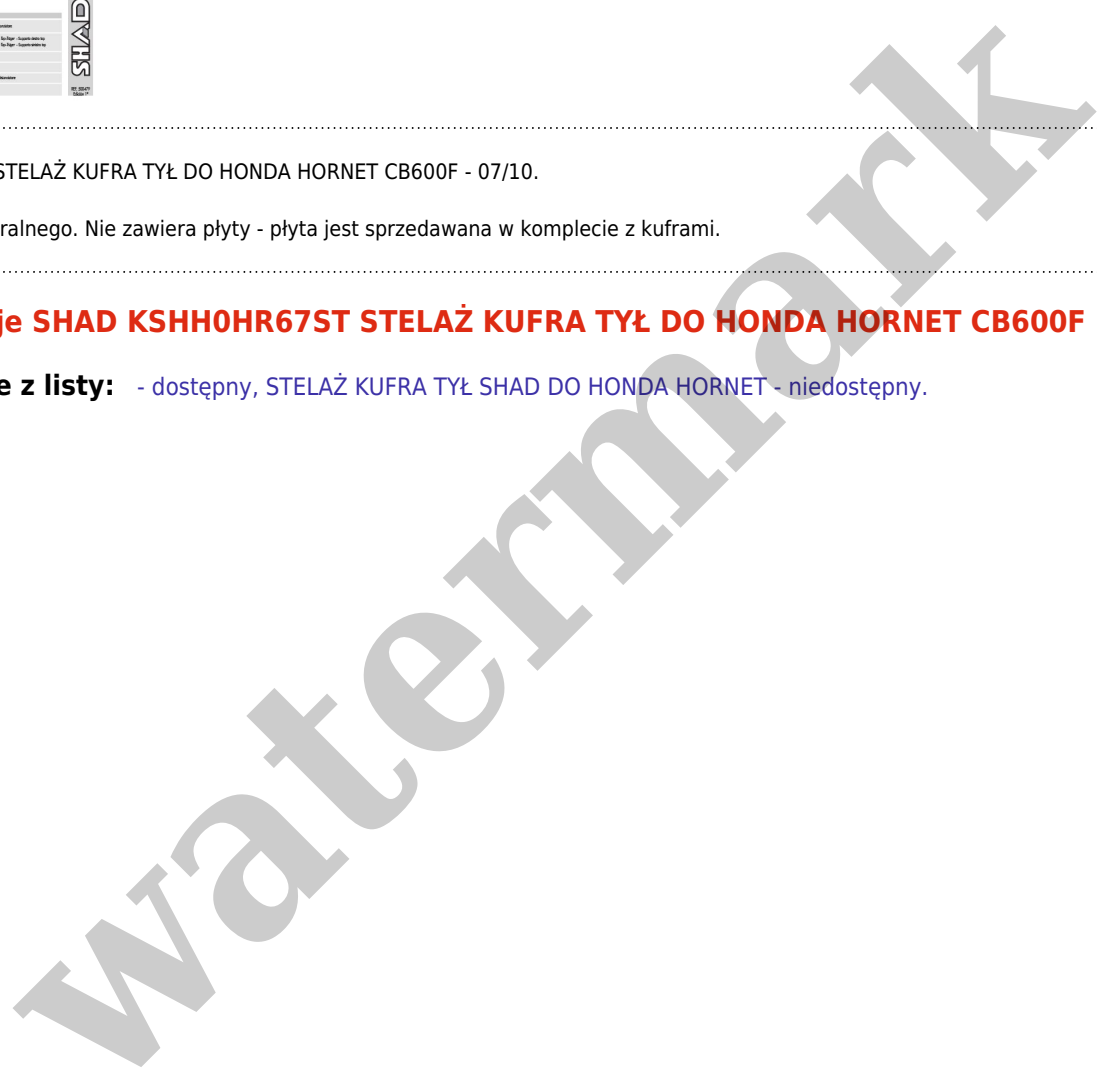 SHAD
STELAŻ KUFRA TYŁ DO HONDA HORNET CB600F - 07/10.
ralnego. Nie zawiera płyty - płyta jest sprzedawana w komplecie z kuframi.
je SHAD KSHH0HR67ST STELAŻ KUFRA TYŁ DO HONDA HORNET CB600F
e z listy: - dostępny, STELAŻ KUFRA TYŁ SHAD DO HONDA HORNET - niedostępny.
watermark